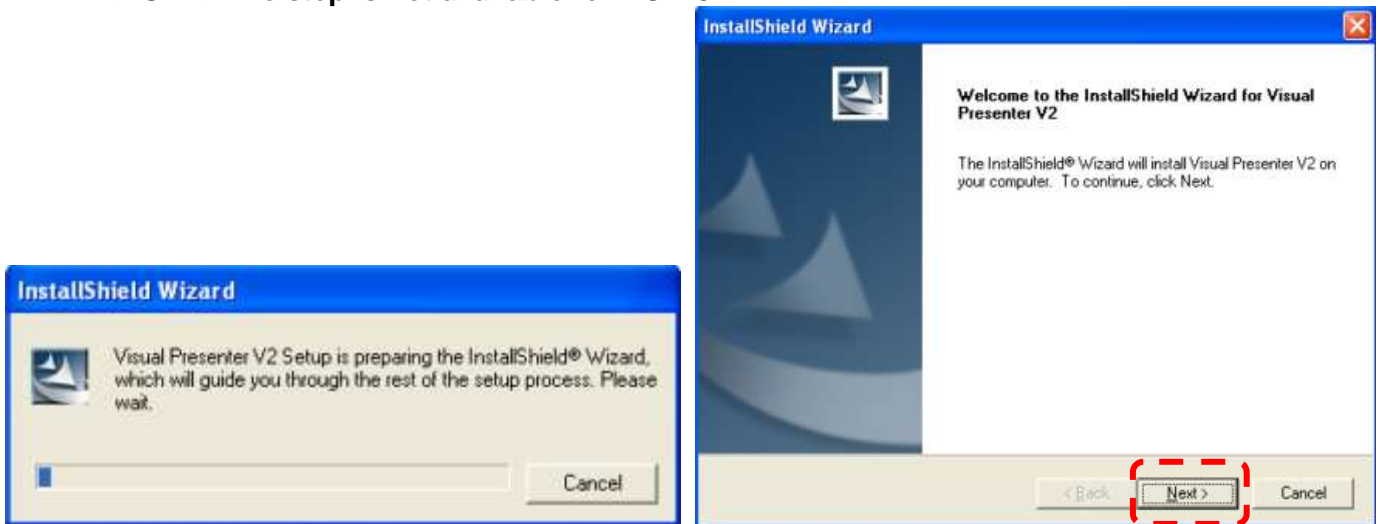 InstallShield Wizard
Visual Presenter V2 Setup is preparing the InstallShield® Wizard,
which will guide you through the rest of the setup process. Please
wait.
Cancel
InstallShield Wizard
Welcome to the InstallShield Wizard for Visual
Presenter V2
The InstallShield® Wizard will install Visual Presenter V2 on
your computer. To continue, click Next.
< Back
Next >
Cancel